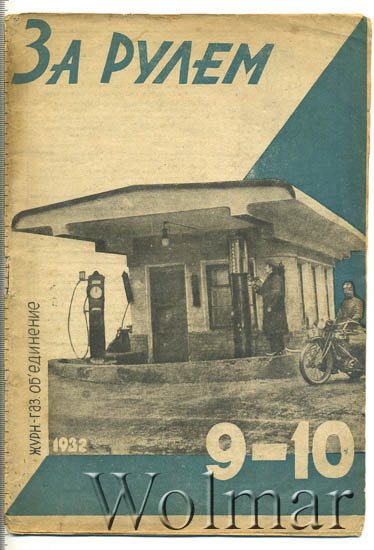 За рулем
журн-газ об'единение
1932
9-10
Wolmar